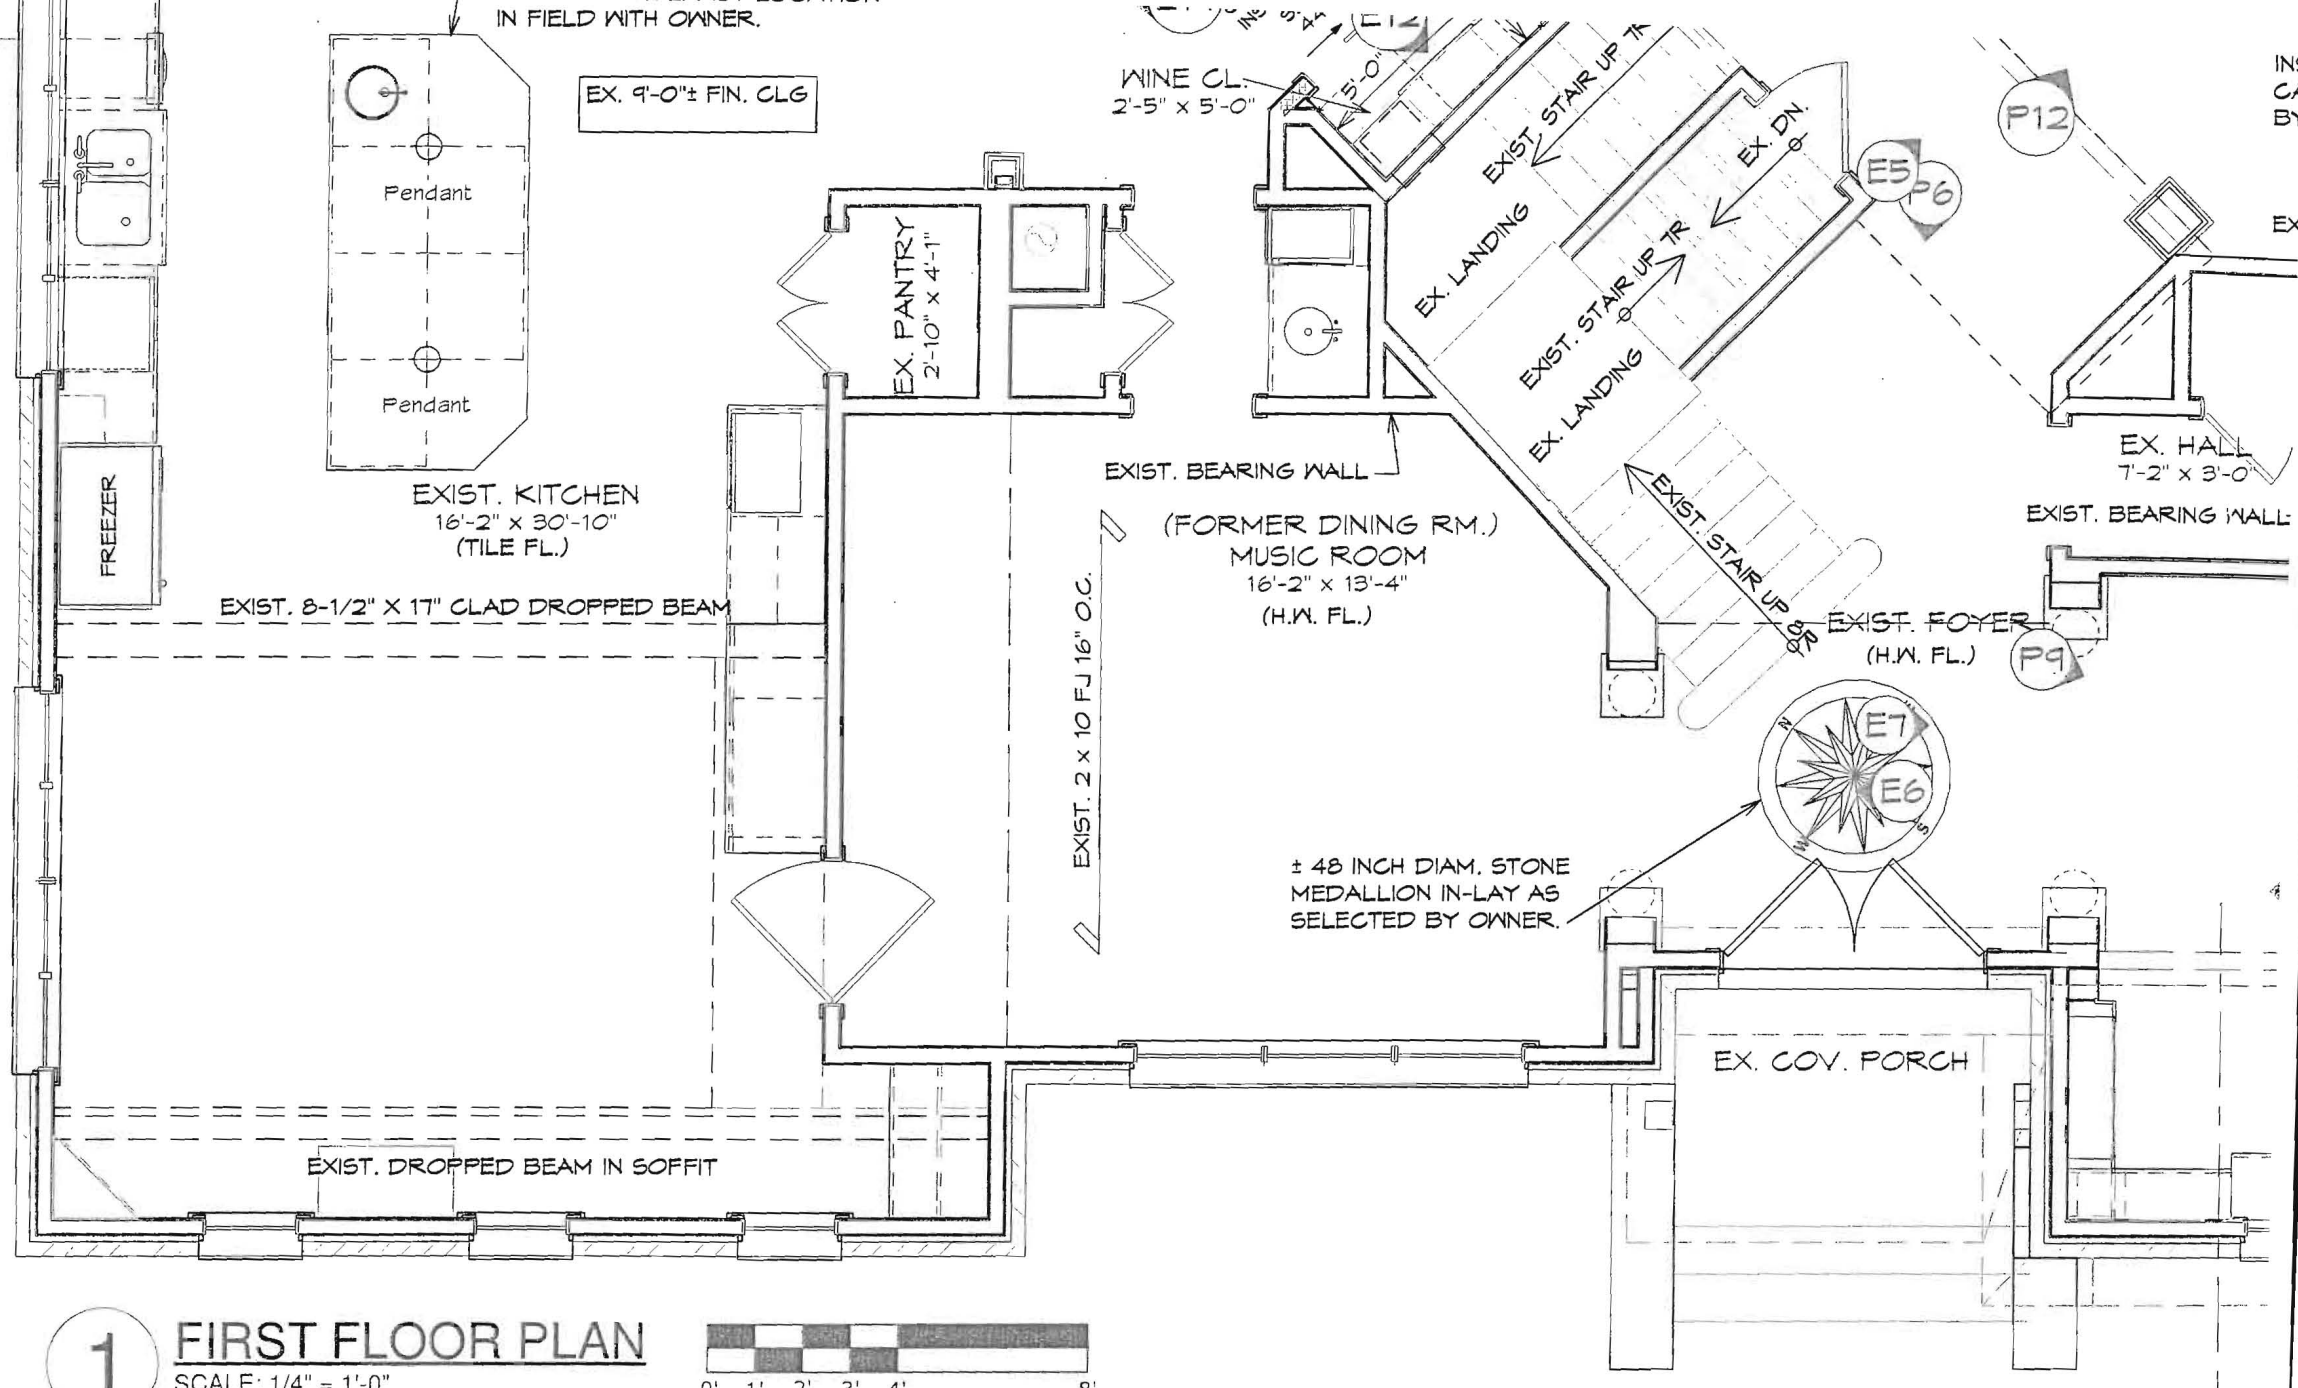 IN FIELD WITH OWNER.
EX. 9'-0"± FIN. CLG
Pendant
Pendant
EXIST. KITCHEN
16'-2" x 30'-10"
(TILE FL.)
FREEZER
EXIST. 8-1/2" X 17" CLAD DROPPED BEAM
EX. PANTRY
2'-10" x 4'-1"
E12
WINE CL.
2'-5" x 5'-0"
5'-0"
EXIST. STAIR UP
EX. DN.
EX. LANDING
EXIST. STAIR UP 7R
EX. LANDING
EXIST. STAIR UP 8R
P12
E5
P6
EX. HALL
7'-2" x 3'-0"
EXIST. BEARING WALL
EXIST. BEARING WALL
(FORMER DINING RM.)
MUSIC ROOM
16'-2" x 13'-4"
(H.W. FL.)
EXIST. 2 x 10 FJ 16" O.C.
EXIST. FOYER
(H.W. FL.)
P9
N
E7
E6
S
W
± 48 INCH DIAM. STONE
MEDALLION IN-LAY AS
SELECTED BY OWNER.
EX. COV. PORCH
EXIST. DROPPED BEAM IN SOFFIT
1
FIRST FLOOR PLAN
SCALE: 1/4" = 1'-0"
0' 1' 2' 3' 4' 8'